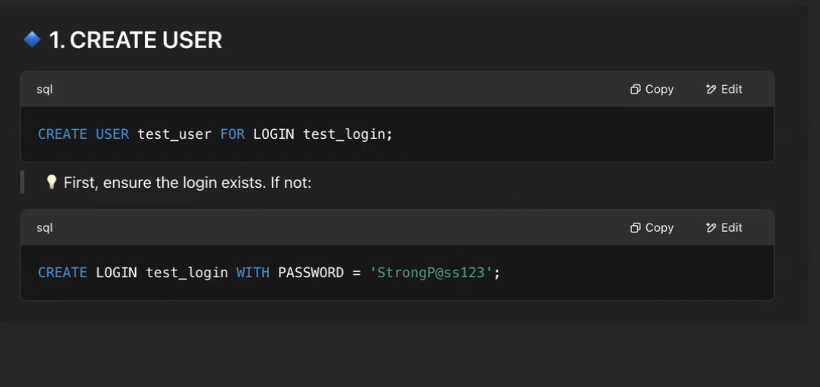 🔷 1. CREATE USER
sql Copy Edit
CREATE USER test_user FOR LOGIN test_login;
💡 First, ensure the login exists. If not:
sql Copy Edit
CREATE LOGIN test_login WITH PASSWORD = 'StrongP@ss123';